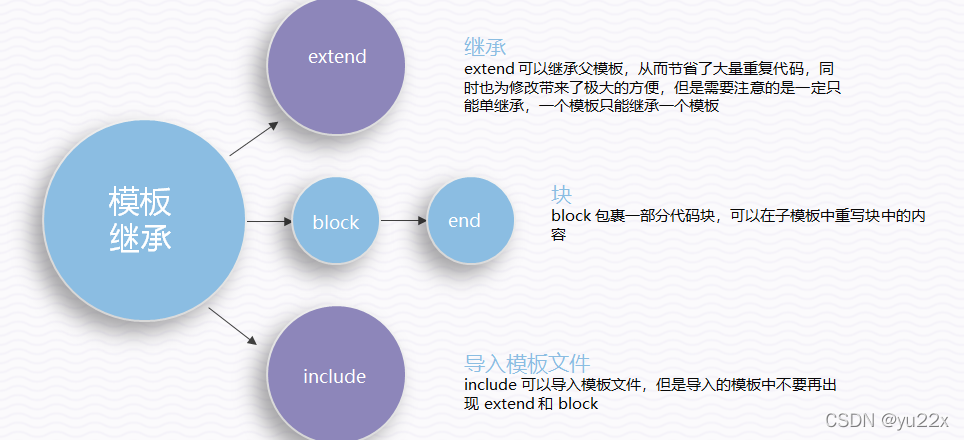 extend
继承
extend 可以继承父模板，从而节省了大量重复代码，同
时也为修改带来了极大的方便，但是需要注意的是一定只
能单继承，一个模板只能继承一个模板
模板
继承
block
end
块
block 包裹一部分代码块，可以在子模板中重写块中的内
容
include
导入模板文件
include 可以导入模板文件，但是导入的模板中不要再出
现 extend 和 block
CSDN @yu22x